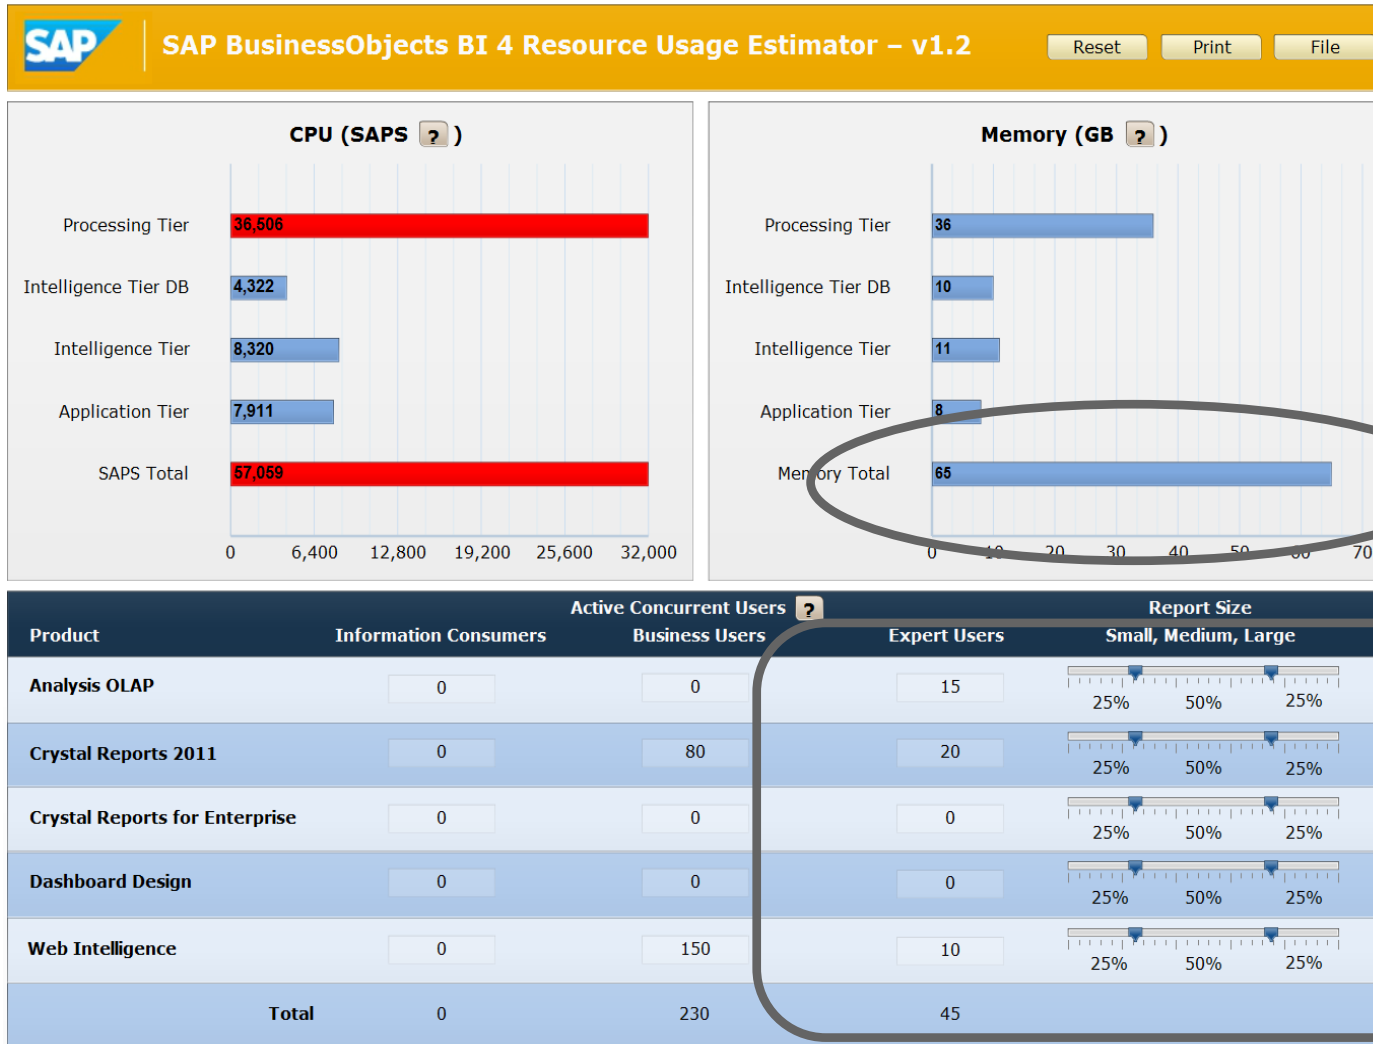 SAP
SAP BusinessObjects BI 4 Resource Usage Estimator – v1.2
Reset
Print
File
CPU (SAPS ? )
Processing Tier 36,506
Intelligence Tier DB 4,322
Intelligence Tier 8,320
Application Tier 7,911
SAPS Total 57,059
0 6,400 12,800 19,200 25,600 32,000
Memory (GB ? )
Processing Tier 36
Intelligence Tier DB 10
Intelligence Tier 11
Application Tier 8
Memory Total 65
0 10 20 30 40 50 60 70
Active Concurrent Users ? Report Size
Product Information Consumers Business Users Expert Users Small, Medium, Large
Analysis OLAP 0 0 15 25% 50% 25%
Crystal Reports 2011 0 80 20 25% 50% 25%
Crystal Reports for Enterprise 0 0 0 25% 50% 25%
Dashboard Design 0 0 0 25% 50% 25%
Web Intelligence 0 150 10 25% 50% 25%
Total 0 230 45